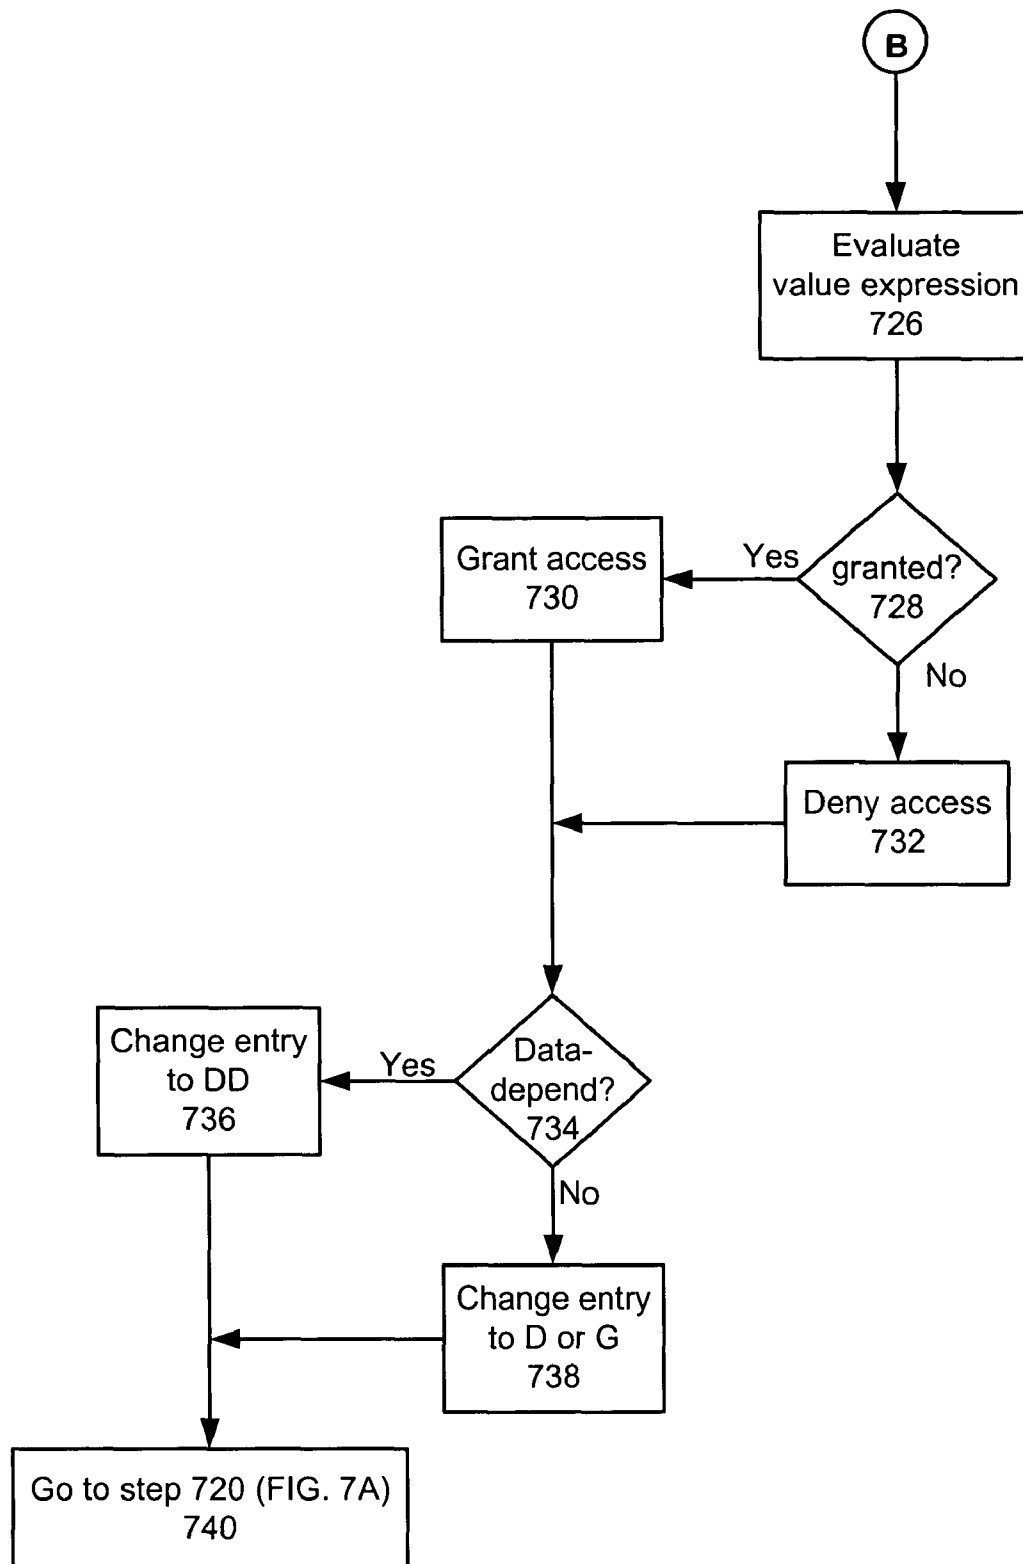 B
Evaluate
value expression
726
Grant access
730
Yes
granted?
728
No
Deny access
732
Change entry
to DD
736
Yes
Data-
depend?
734
No
Change entry
to D or G
738
Go to step 720 (FIG. 7A)
740